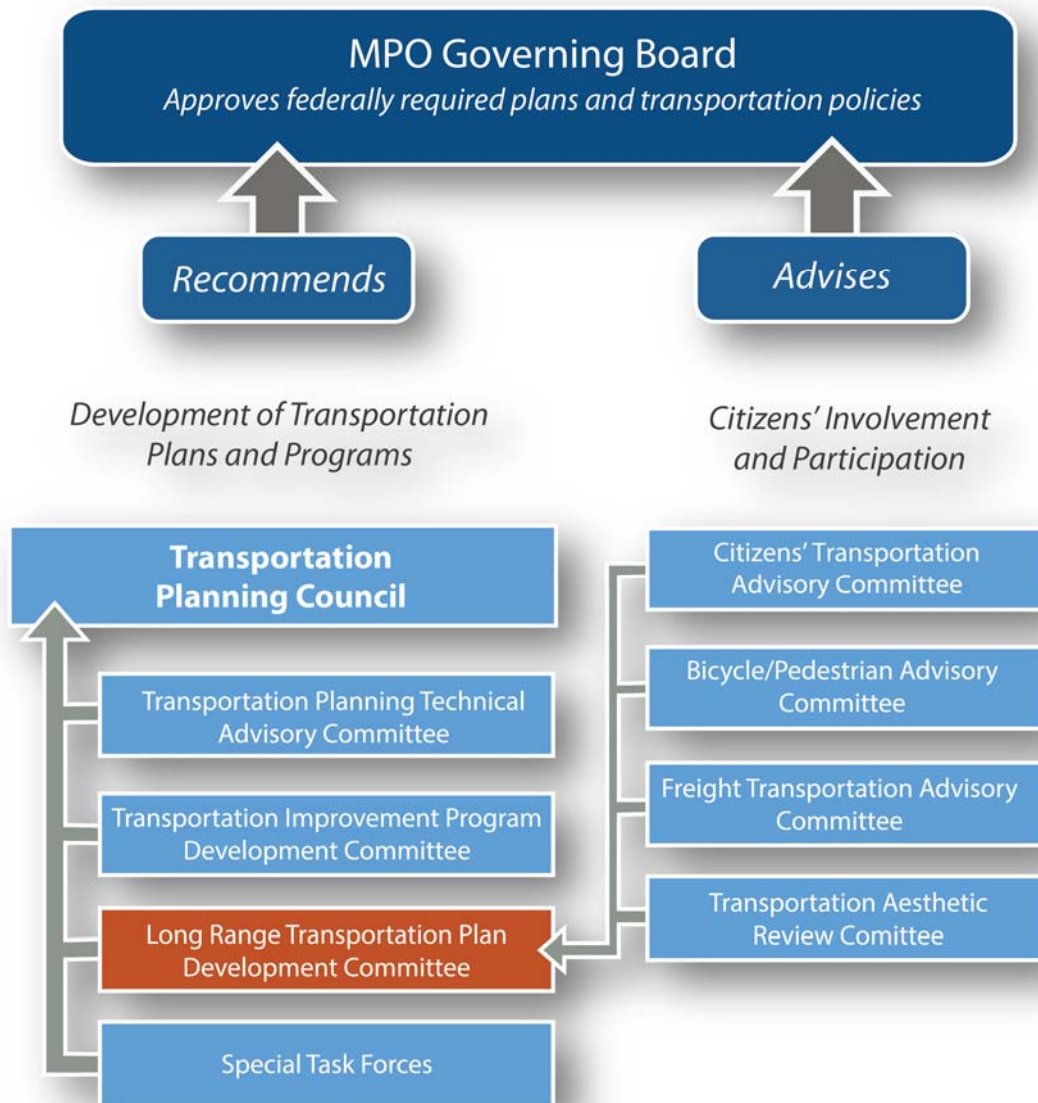 MPO Governing Board
Approves federally required plans and transportation policies
Recommends
Advises
Development of Transportation
Plans and Programs
Citizens' Involvement
and Participation
Transportation
Planning Council
Transportation Planning Technical
Advisory Committee
Transportation Improvement Program
Development Committee
Long Range Transportation Plan
Development Committee
Special Task Forces
Citizens' Transportation
Advisory Committee
Bicycle/Pedestrian Advisory
Committee
Freight Transportation Advisory
Committee
Transportation Aesthetic
Review Comittee